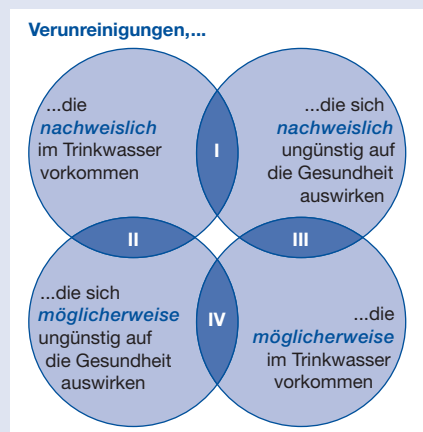 Verunreinigungen,...
...die
nachweislich
im Trinkwasser
vorkommen
I
...die sich
nachweislich
ungünstig auf
die Gesundheit
auswirken
II
III
...die sich
möglicherweise
ungünstig auf
die Gesundheit
auswirken
IV
...die
möglicherweise
im Trinkwasser
vorkommen